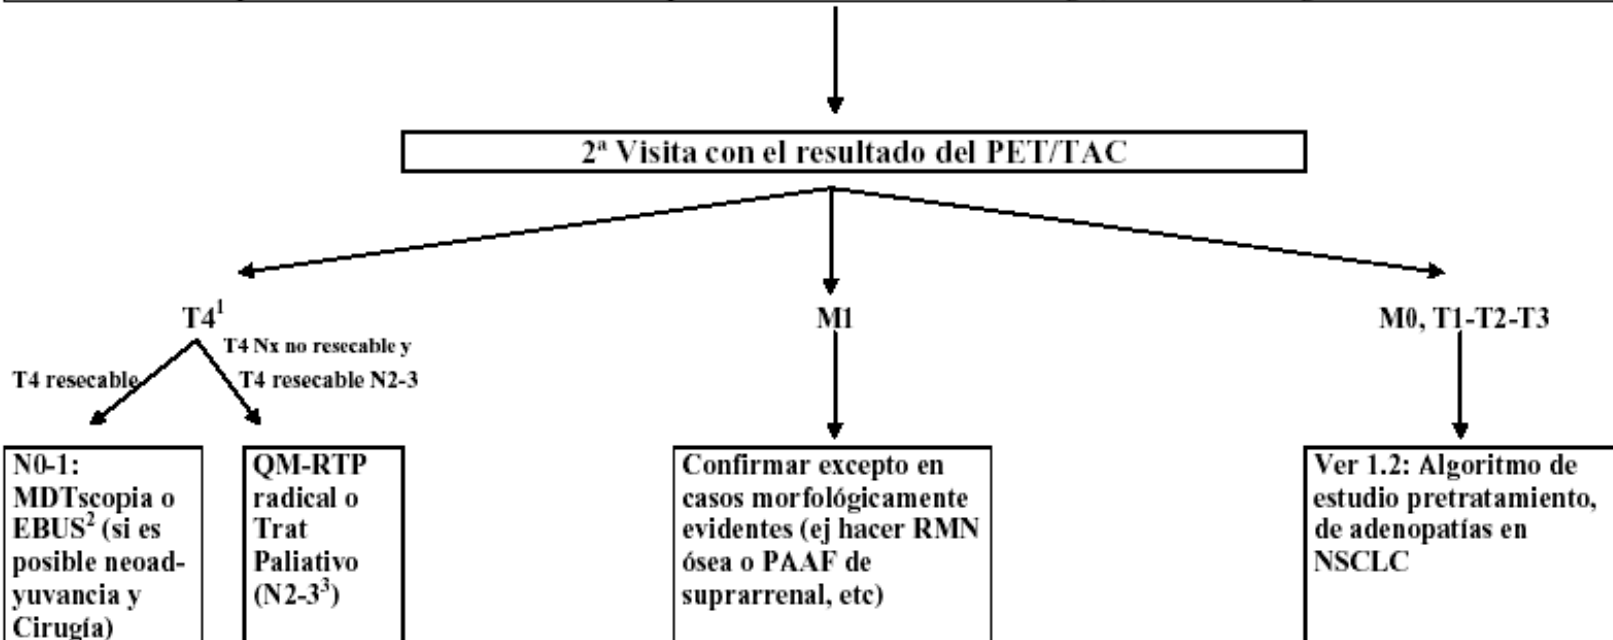 2ª Visita con el resultado del PET/TAC
T4¹
M1
M0, T1-T2-T3
T4 Nx no resecable y
T4 resecable
T4 resecable N2-3
N0-1:
MDTscopia o
EBUS² (si es
posible neoad-
yuvancia y
Cirugía)
QM-RTP
radical o
Trat
Paliativo
(N2-3³)
Confirmar excepto en
casos morfológicamente
evidentes (ej hacer RMN
ósea o PAAF de
suprarrenal, etc)
Ver 1.2: Algoritmo de
estudio pretratamiento,
de adenopatías en
NSCLC